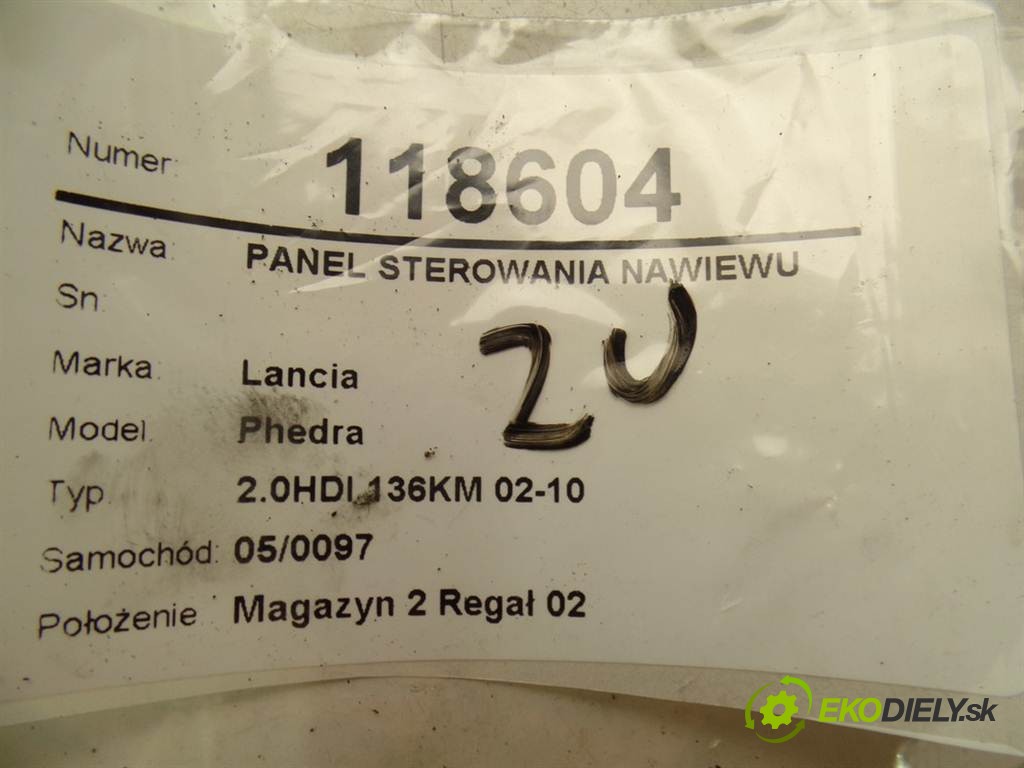 Numer: 118604
Nazwa: PANEL STEROWANIA NAWIEWU
Sn:
Marka: Lancia
Model: Phedra
Typ: 2.0HDI 136KM 02-10
Samochód: 05/0097
Położenie Magazyn 2 Regał 02
EKODIELY.sk